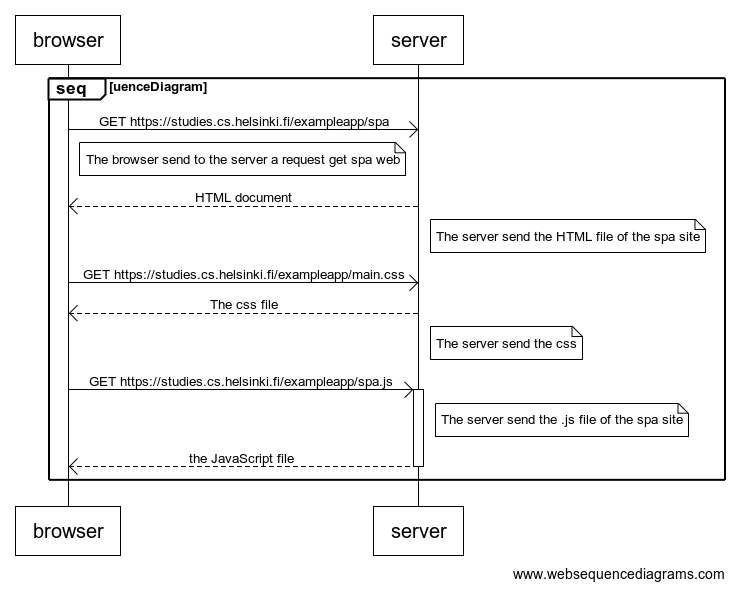 browser
server
seq
[uenceDiagram]
GET https://studies.cs.helsinki.fi/exampleapp/spa
The browser send to the server a request get spa web
HTML document
The server send the HTML file of the spa site
GET https://studies.cs.helsinki.fi/exampleapp/main.css
The css file
The server send the css
GET https://studies.cs.helsinki.fi/exampleapp/spa.js
The server send the .js file of the spa site
the JavaScript file
browser
server
www.websequencediagrams.com